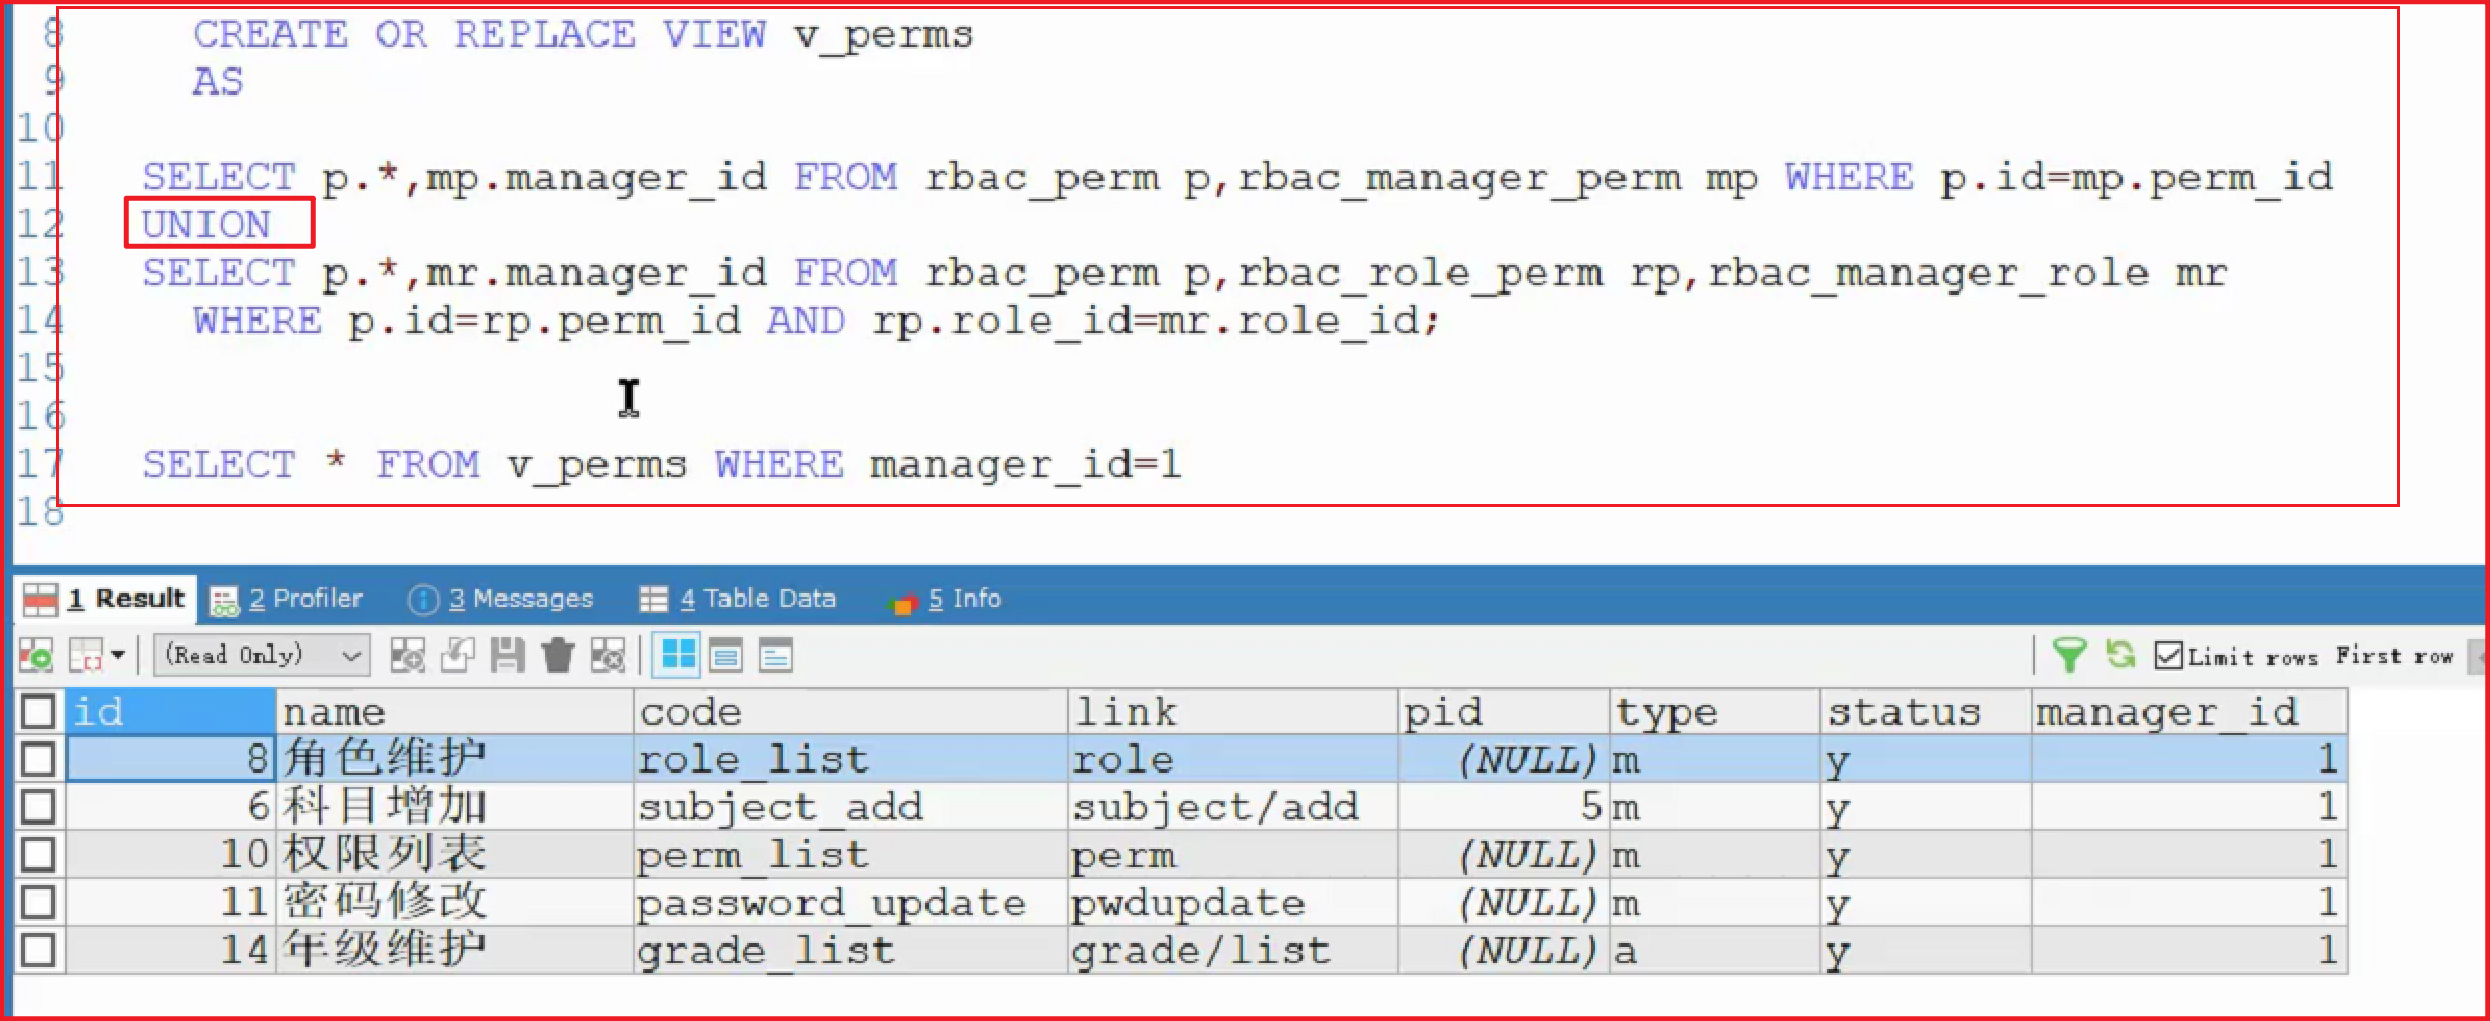 8 CREATE OR REPLACE VIEW v_perms
9 AS
10
11 SELECT p.*,mp.manager_id FROM rbac_perm p,rbac_manager_perm mp WHERE p.id=mp.perm_id
12 UNION
13 SELECT p.*,mr.manager_id FROM rbac_perm p,rbac_role_perm rp,rbac_manager_role mr
14 WHERE p.id=rp.perm_id AND rp.role_id=mr.role_id;
15
16
17 SELECT * FROM v_perms WHERE manager_id=1
18
1 Result 2 Profiler 3 Messages 4 Table Data 5 Info
(Read Only) Limit rows First row
id name code link pid type status manager_id
8 角色维护 role_list role (NULL) m y 1
6 科目增加 subject_add subject/add 5 m y 1
10 权限列表 perm_list perm (NULL) m y 1
11 密码修改 password_update pwdupdate (NULL) m y 1
14 年级维护 grade_list grade/list (NULL) a y 1